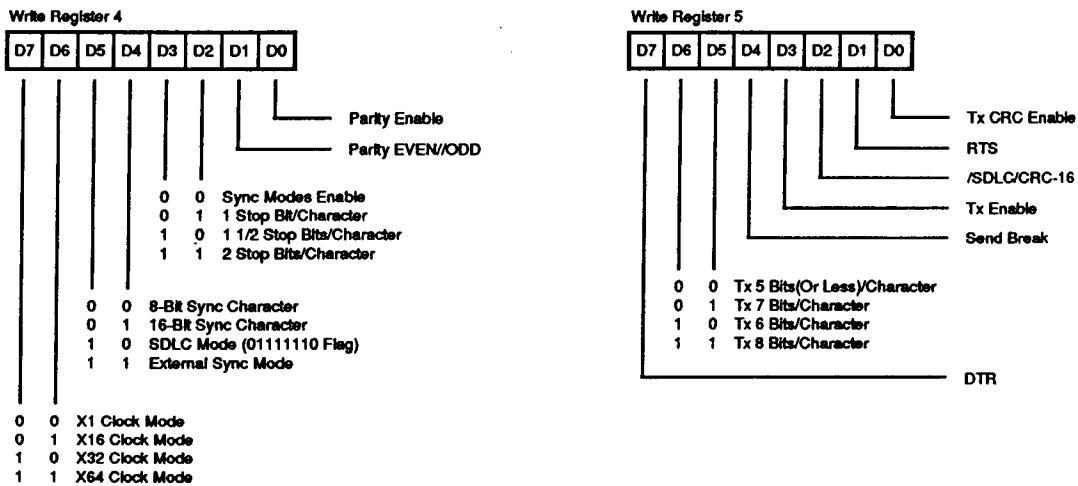 Write Register 4
D7 D6 D5 D4 D3 D2 D1 D0
Parity Enable
Parity EVEN//ODD
0 0 Sync Modes Enable
0 1 1 Stop Bit/Character
1 0 1 1/2 Stop Bits/Character
1 1 2 Stop Bits/Character
0 0 8-Bit Sync Character
0 1 16-Bit Sync Character
1 0 SDLC Mode (01111110 Flag)
1 1 External Sync Mode
0 0 X1 Clock Mode
0 1 X16 Clock Mode
1 0 X32 Clock Mode
1 1 X64 Clock Mode
Write Register 5
D7 D6 D5 D4 D3 D2 D1 D0
Tx CRC Enable
RTS
/SDLC/CRC-16
Tx Enable
Send Break
0 0 Tx 5 Bits(Or Less)/Character
0 1 Tx 7 Bits/Character
1 0 Tx 6 Bits/Character
1 1 Tx 8 Bits/Character
DTR